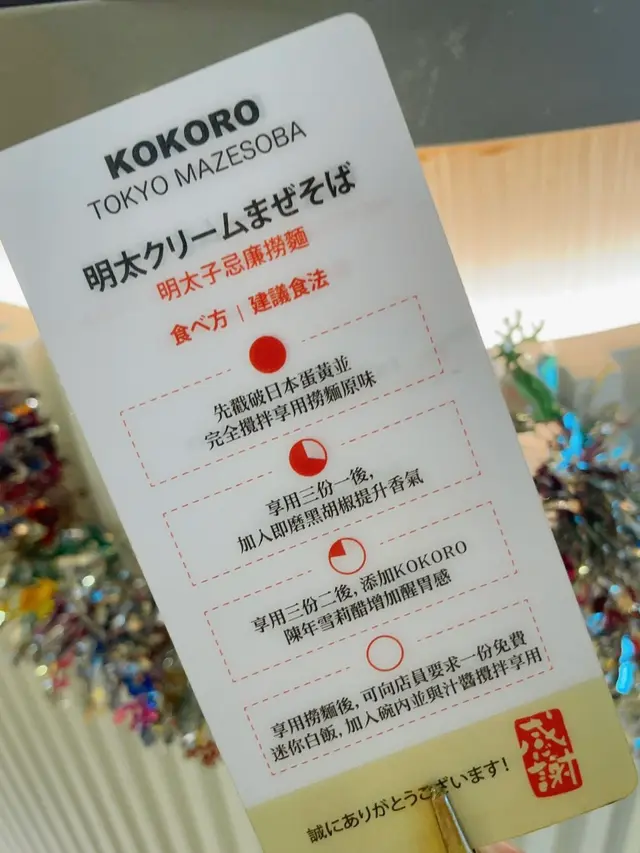 KOKORO
TOKYO MAZESOBA
明太クリームまぜそば
明太子忌廉撈麵
食べ方 | 建議食法
先戳破日本蛋黃並
完全攪拌享用撈麵原味
享用三份一後,
加入即磨黑胡椒提升香氣
享用三份二後, 添加KOKORO
陳年雪莉醋增加醒胃感
享用撈麵後, 可向店員要求一份免費
迷你白飯, 加入碗內並與汁醬攪拌享用
誠にありがとうございます!
感謝